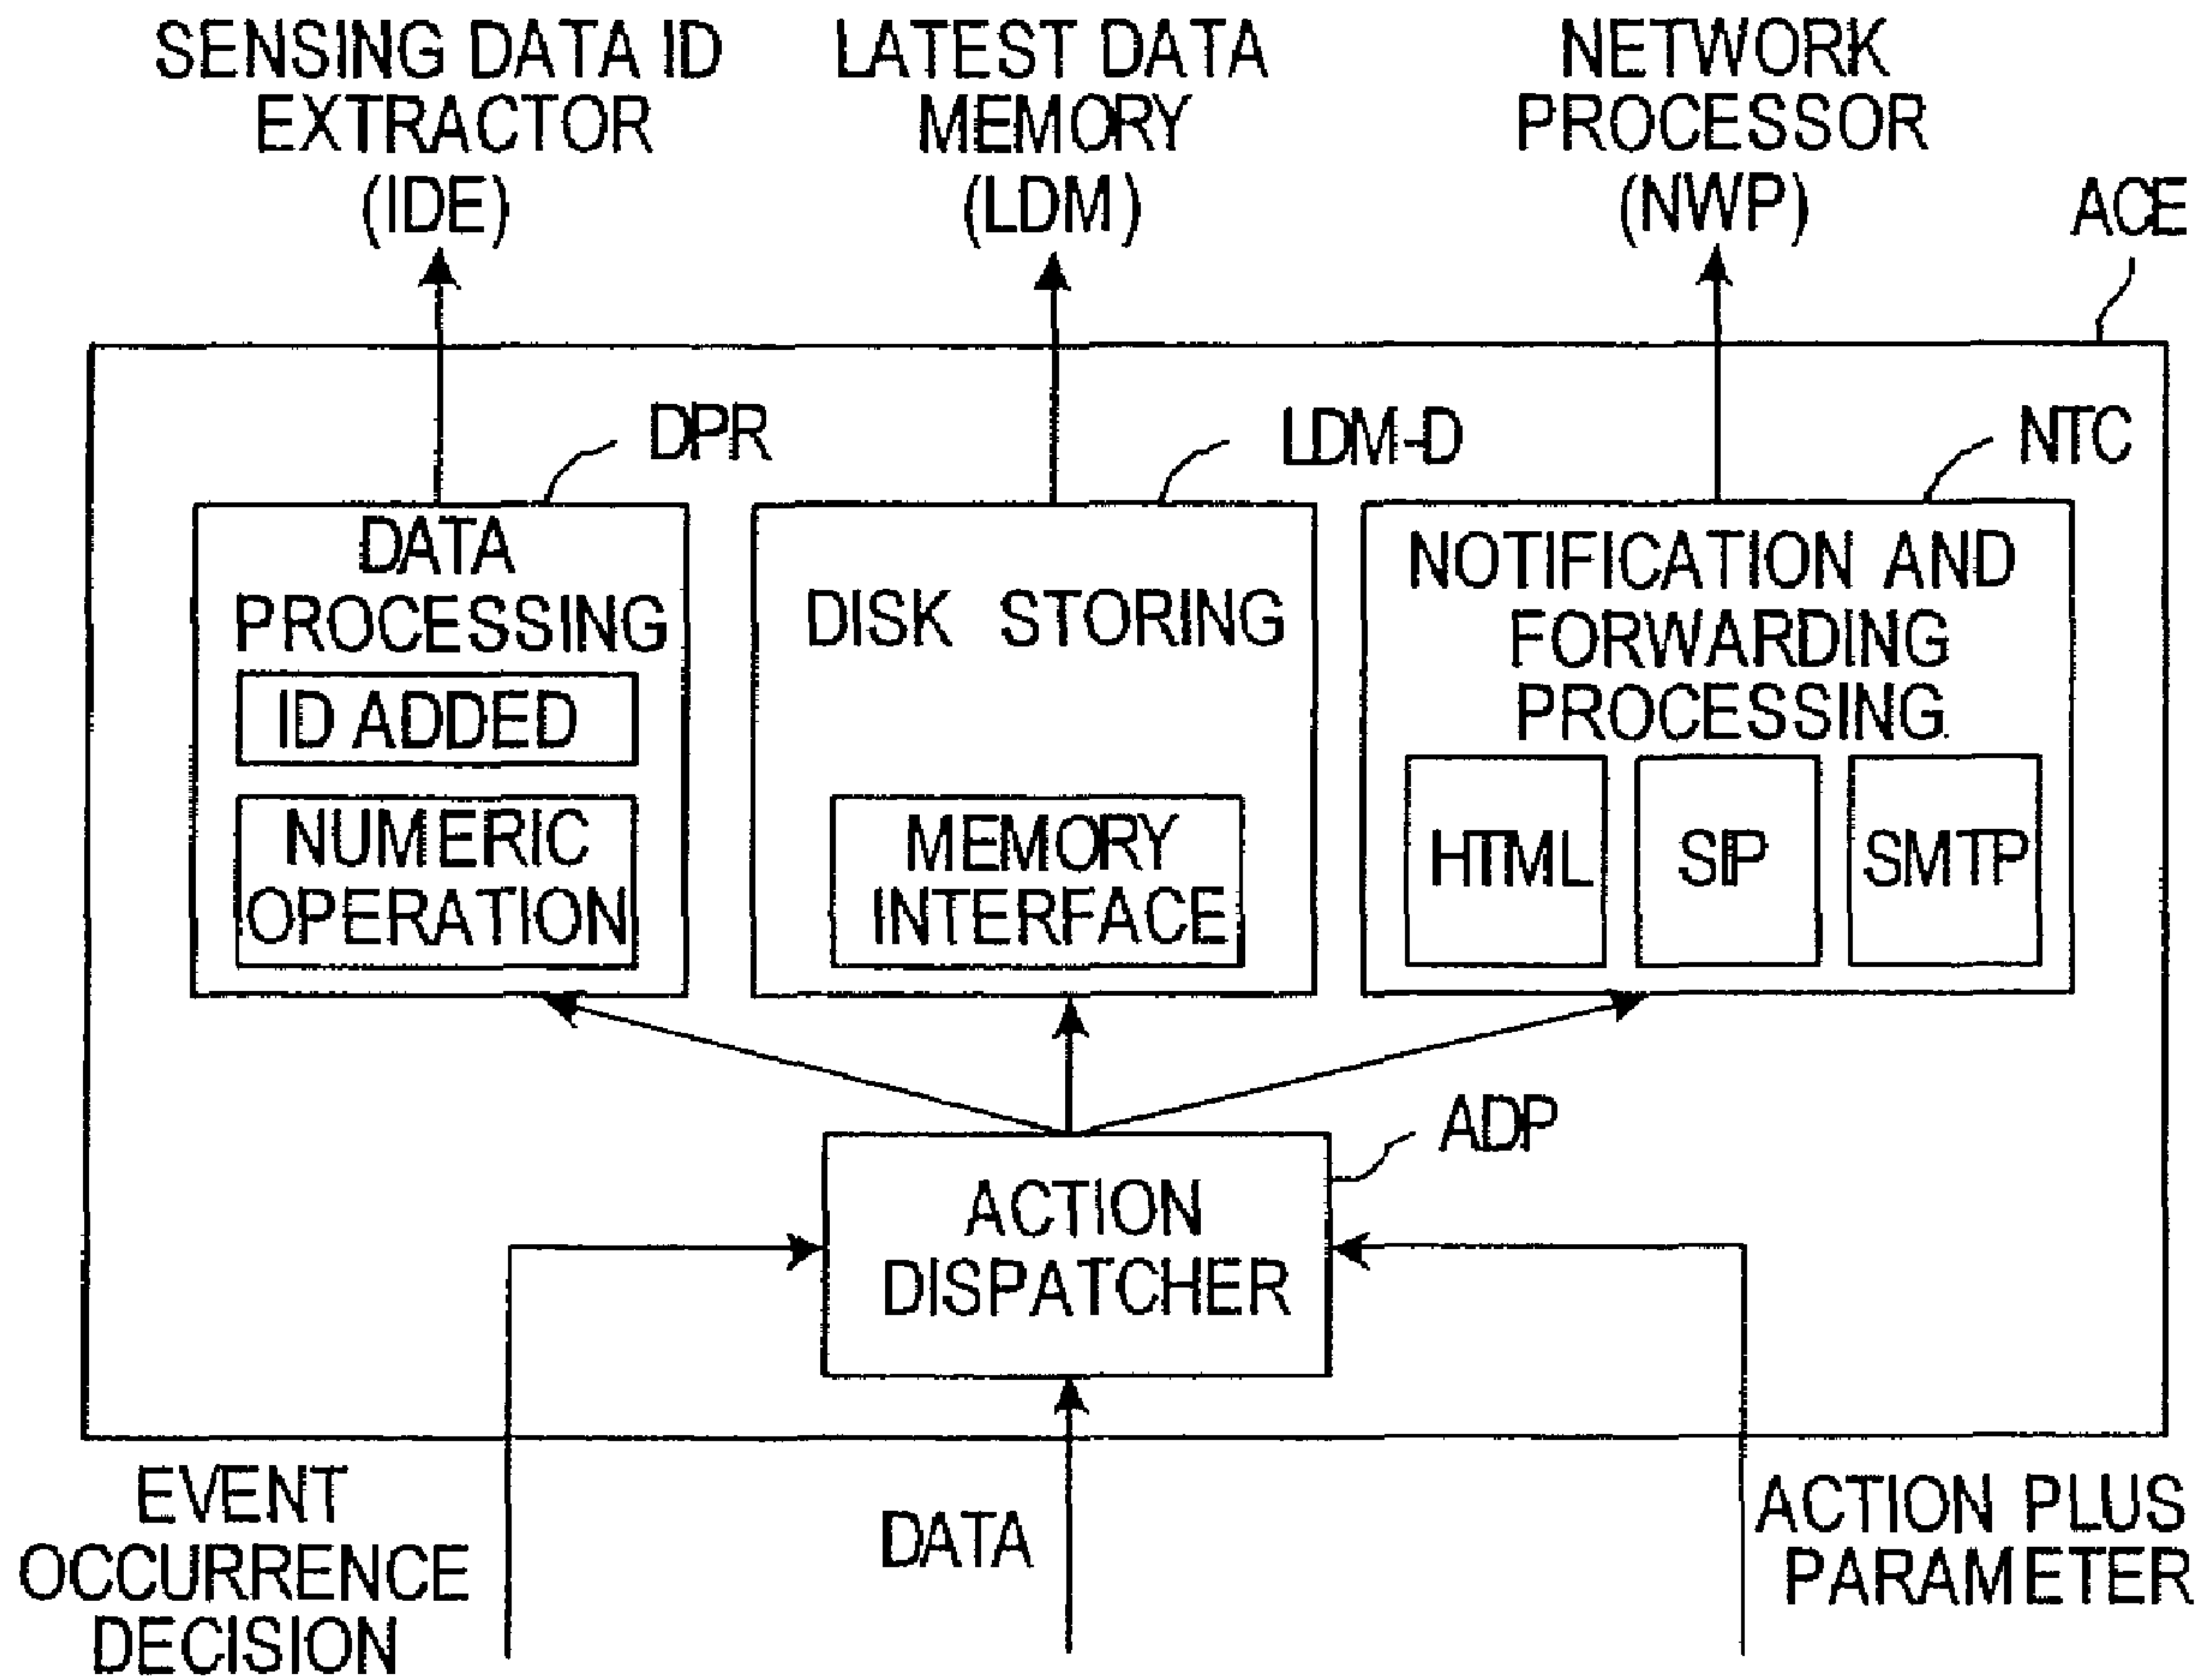 SENSING DATA ID
EXTRACTOR
(IDE)
LATEST DATA
MEMORY
(LDM)
NETWORK
PROCESSOR
(NWP)
ACE
DPR
LDM-D
NTC
DATA
PROCESSING
ID ADDED
NUMERIC
OPERATION
DISK STORING
MEMORY
INTERFACE
NOTIFICATION AND
FORWARDING
PROCESSING
HTML
SIP
SMTP
ADP
ACTION
DISPATCHER
EVENT
OCCURRENCE
DECISION
DATA
ACTION PLUS
PARAMETER